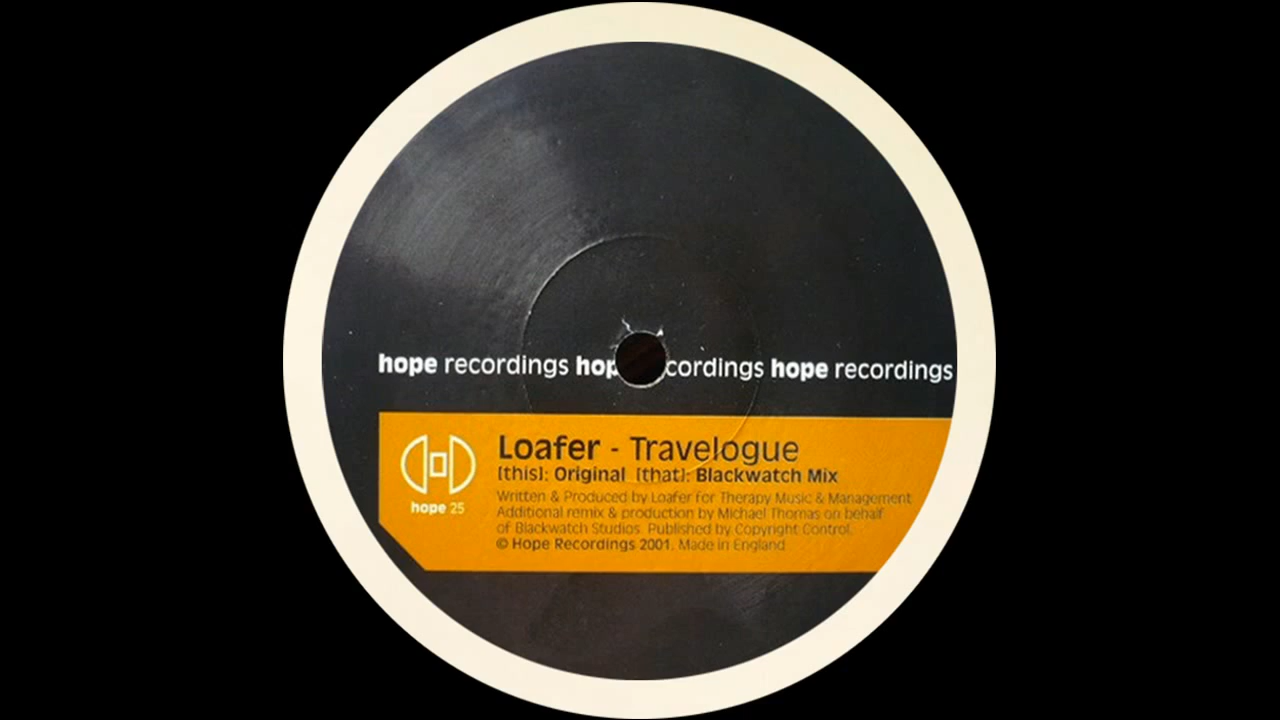 hope recordings hop cordings hope recordings
Loafer - Travelogue
[this]: Original [that]: Blackwatch Mix
Written & Produced by Loafer for Therapy Music & Management
Additional remix & production by Michael Thomas on behalf
of Blackwatch Studios. Published by Copyright Control.
© Hope Recordings 2001. Made in England
hope 25